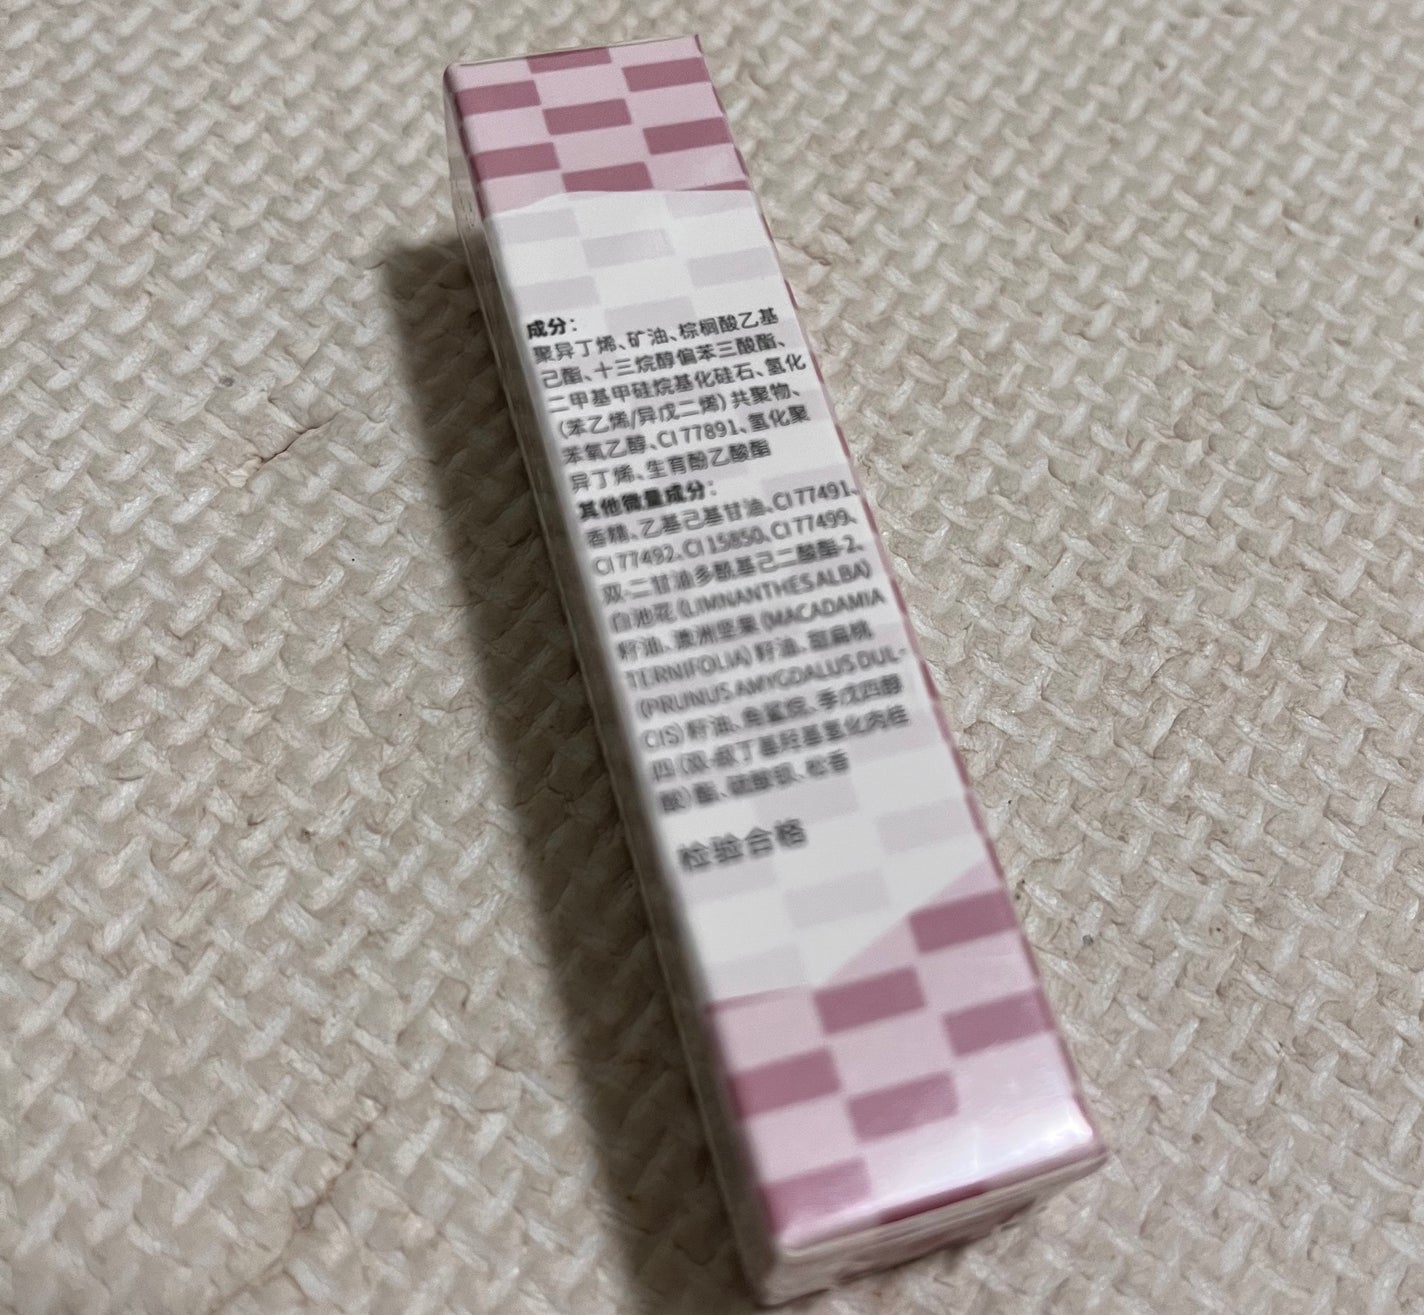 成分：
聚异丁烯、矿油、棕榈酸乙基
己酯、十三烷醇偏苯三酸酯、
二甲基甲硅烷基化硅石、氢化
（苯乙烯/异戊二烯）共聚物、
苯氧乙醇、CI 77891、氢化聚
异丁烯、生育酚乙酸酯
其他微量成分：
香精、乙基己基甘油、CI 77491、
CI 77492、CI 15850、CI 77499、
双-二甘油多酰基己二酸酯-2、
白池花 (LIMNANTHES ALBA)
籽油、澳洲坚果 (MACADAMIA
TERNIFOLIA) 籽油、甜扁桃
(PRUNUS AMYGDALUS DUL-
CIS) 籽油、角鲨烷、季戊四醇
四（双-叔丁基羟基氢化肉桂
酸）酯、硫酸钡、松香
检验合格